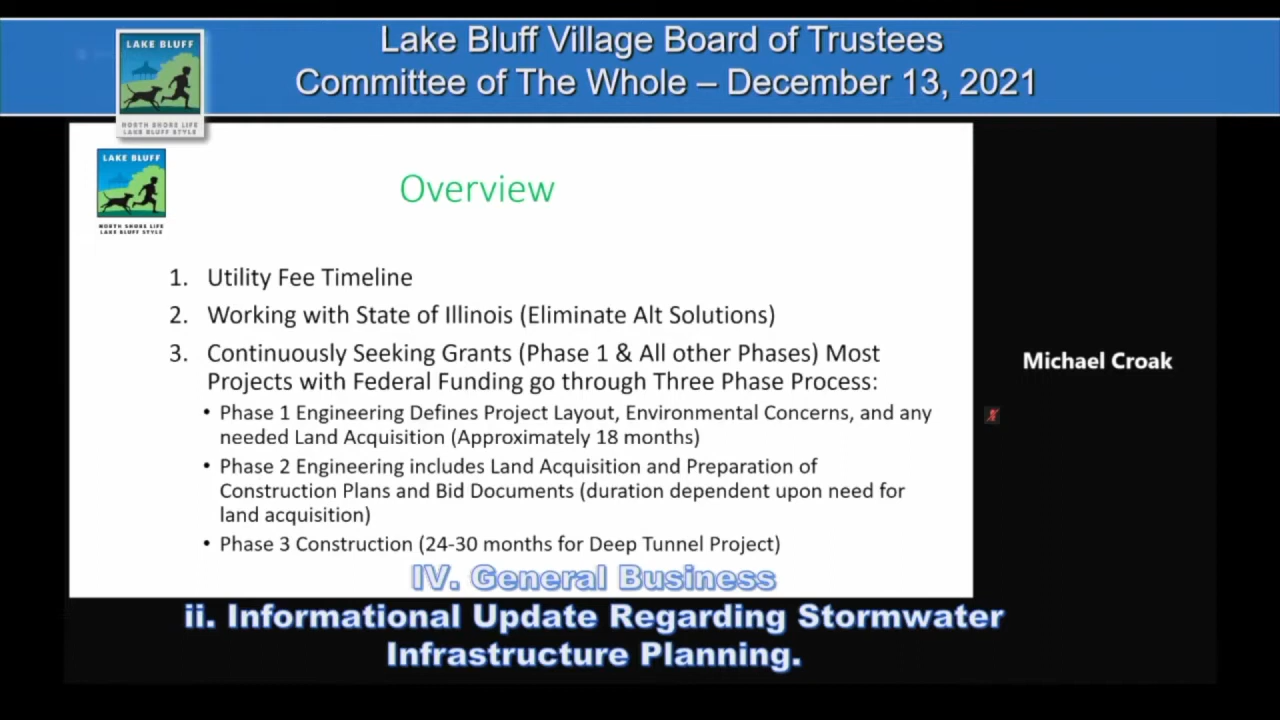 Lake Bluff Village Board of Trustees
Committee of The Whole – December 13, 2021
LAKE BLUFF
NORTH SHORE LIFE
LAKE BLUFF STYLE
LAKE BLUFF
NORTH SHORE LIFE
LAKE BLUFF STYLE
Overview
1. Utility Fee Timeline
2. Working with State of Illinois (Eliminate Alt Solutions)
3. Continuously Seeking Grants (Phase 1 & All other Phases) Most
Projects with Federal Funding go through Three Phase Process:
• Phase 1 Engineering Defines Project Layout, Environmental Concerns, and any
needed Land Acquisition (Approximately 18 months)
• Phase 2 Engineering includes Land Acquisition and Preparation of
Construction Plans and Bid Documents (duration dependent upon need for
land acquisition)
• Phase 3 Construction (24-30 months for Deep Tunnel Project)
Michael Croak
IV. General Business
ii. Informational Update Regarding Stormwater
Infrastructure Planning.